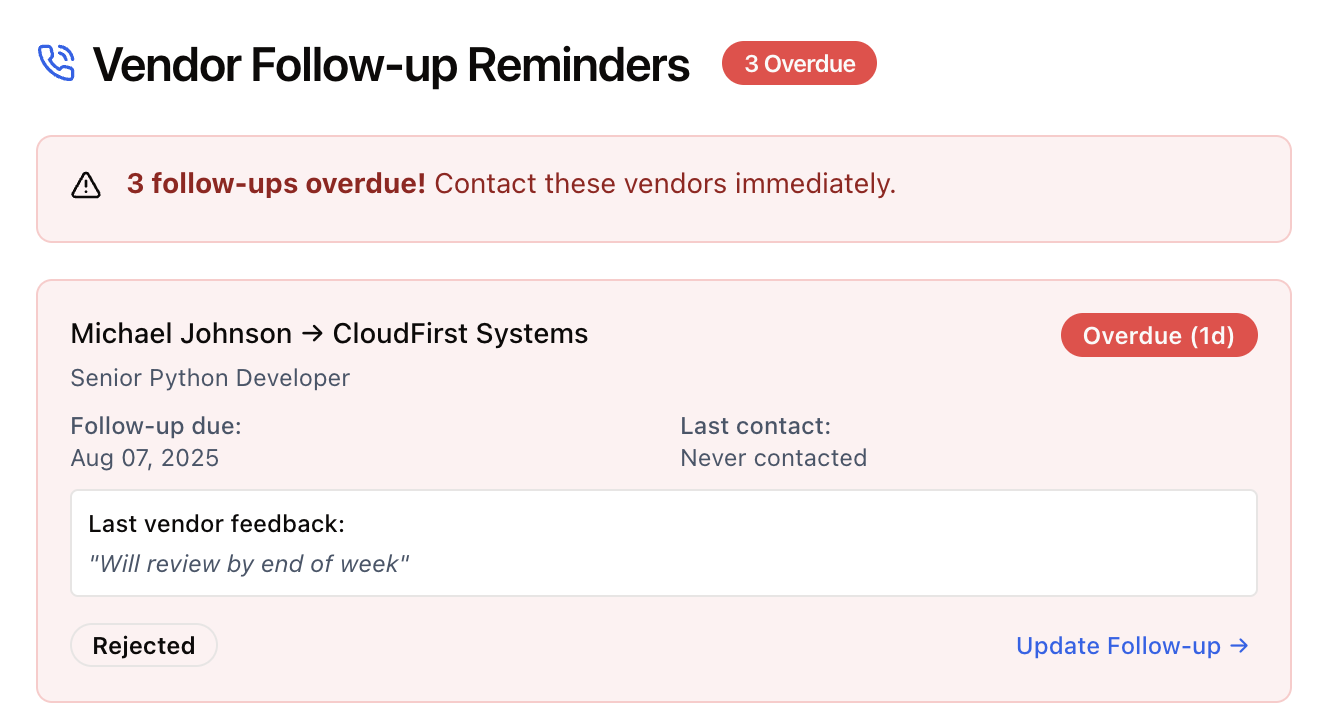 Vendor Follow-up Reminders 3 Overdue
3 follow-ups overdue! Contact these vendors immediately.
Michael Johnson → CloudFirst Systems Overdue (1d)
Senior Python Developer
Follow-up due: Last contact:
Aug 07, 2025 Never contacted
Last vendor feedback:
"Will review by end of week"
Rejected Update Follow-up →